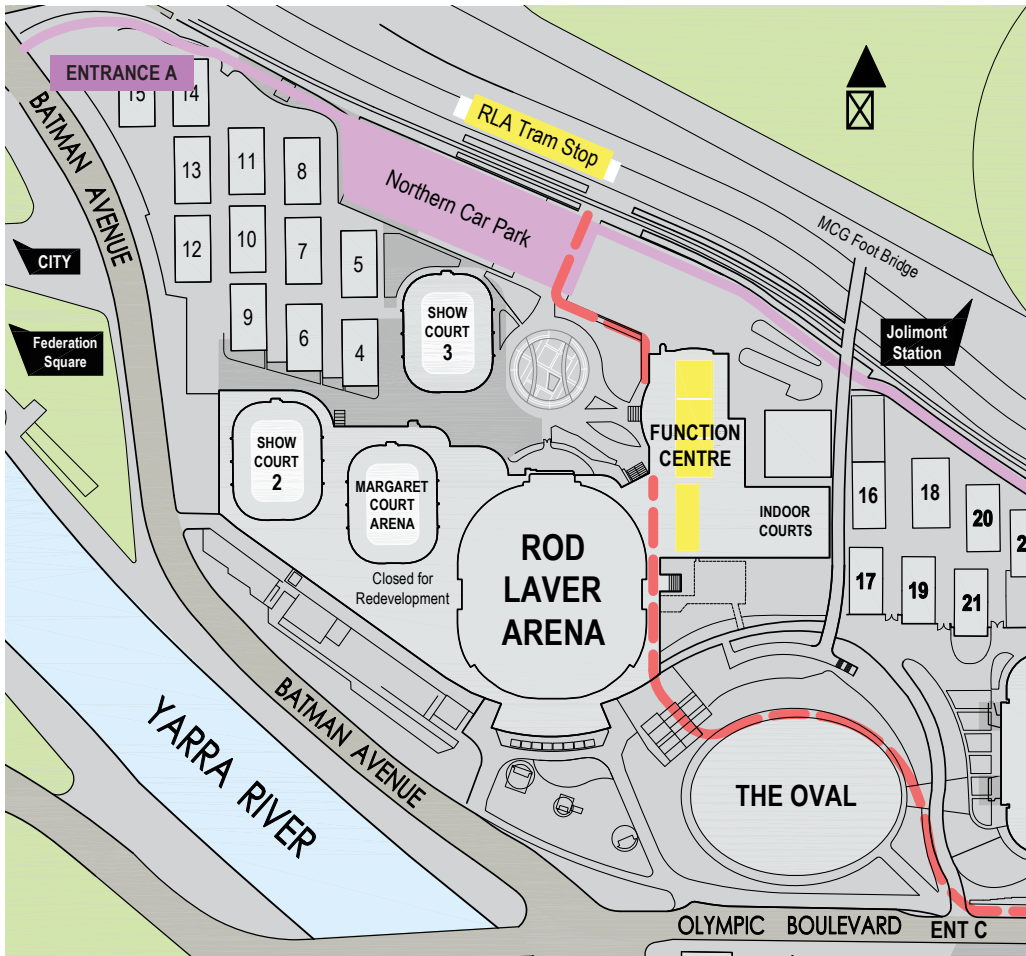 ENTRANCE A
15
14
13
11
8
12
10
7
5
9
6
4
BATMAN AVENUE
RLA Tram Stop
Northern Car Park
MCG Foot Bridge
CITY
Federation
Square
Jolimont
Station
SHOW
COURT
3
SHOW
COURT
2
MARGARET
COURT
ARENA
Closed for
Redevelopment
FUNCTION
CENTRE
INDOOR
COURTS
ROD
LAVER
ARENA
16
18
20
17
19
21
YARRA RIVER
BATMAN AVENUE
THE OVAL
OLYMPIC BOULEVARD
ENT C